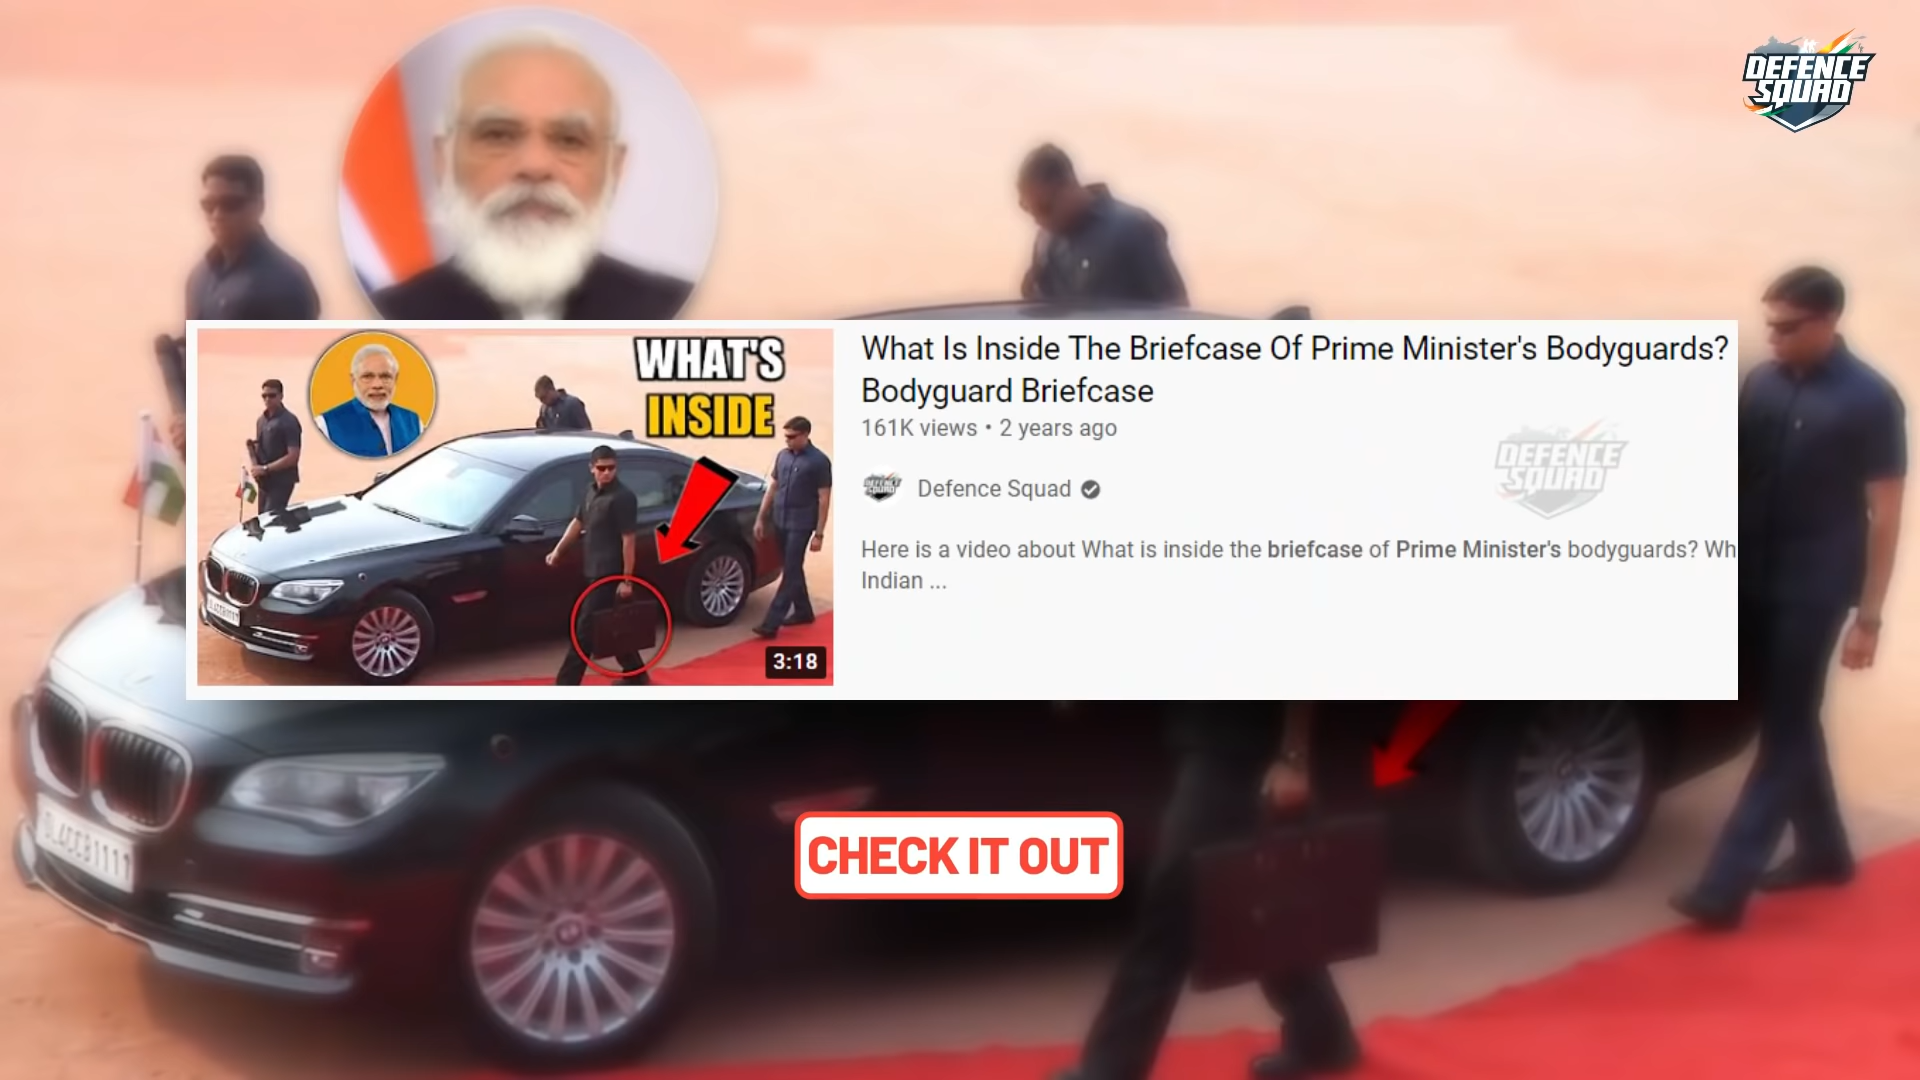 DEFENCE
SQUAD
WHAT'S
INSIDE
3:18
What Is Inside The Briefcase Of Prime Minister's Bodyguards?
Bodyguard Briefcase
161K views • 2 years ago
DEFENCE
SQUAD
DEFENCE
SQUAD
Defence Squad
Here is a video about What is inside the briefcase of Prime Minister's bodyguards? Wh
Indian ...
CHECK IT OUT